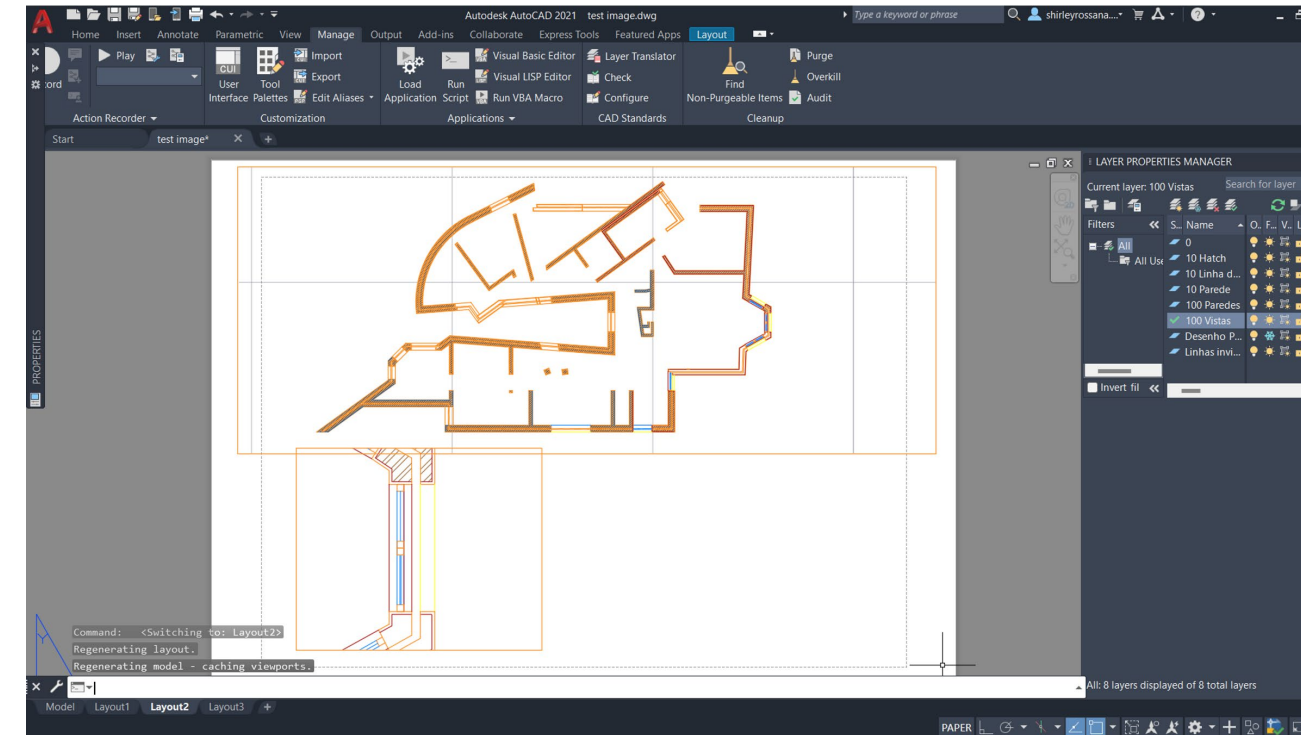 Autodesk AutoCAD 2021 test image.dwg
Type a keyword or phrase
shirleyrossana....
Home Insert Annotate Parametric View Manage Output Add-ins Collaborate Express Tools Featured Apps Layout
Play
CUI
Import
Visual Basic Editor
Layer Translator
Purge
ord
User
Tool
Export
Load
Run
Visual LISP Editor
Check
Find
Overkill
Interface
Palettes
Edit Aliases
Application
Script
Run VBA Macro
Configure
Non-Purgeable Items
Audit
Action Recorder
Customization
Applications
CAD Standards
Cleanup
Start
test image*
LAYER PROPERTIES MANAGER
Current layer: 100 Vistas
Search for layer
Filters
S... Name O.. F... V.. L
All
All Use
0
10 Hatch
10 Linha d...
10 Parede
100 Paredes
100 Vistas
Desenho P...
Linhas invi...
Invert fil
PROPERTIES
Command: <Switching to: Layout2>
Regenerating layout.
Regenerating model - caching viewports.
All: 8 layers displayed of 8 total layers
Model Layout1 Layout2 Layout3
PAPER